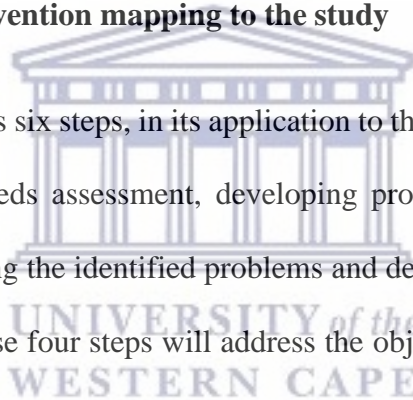 vention mapping to the study
s six steps, in its application to th
eds assessment, developing pro
ng the identified problems and de
UNIVERSITY of the
se four steps will address the obj
WESTERN CAPE